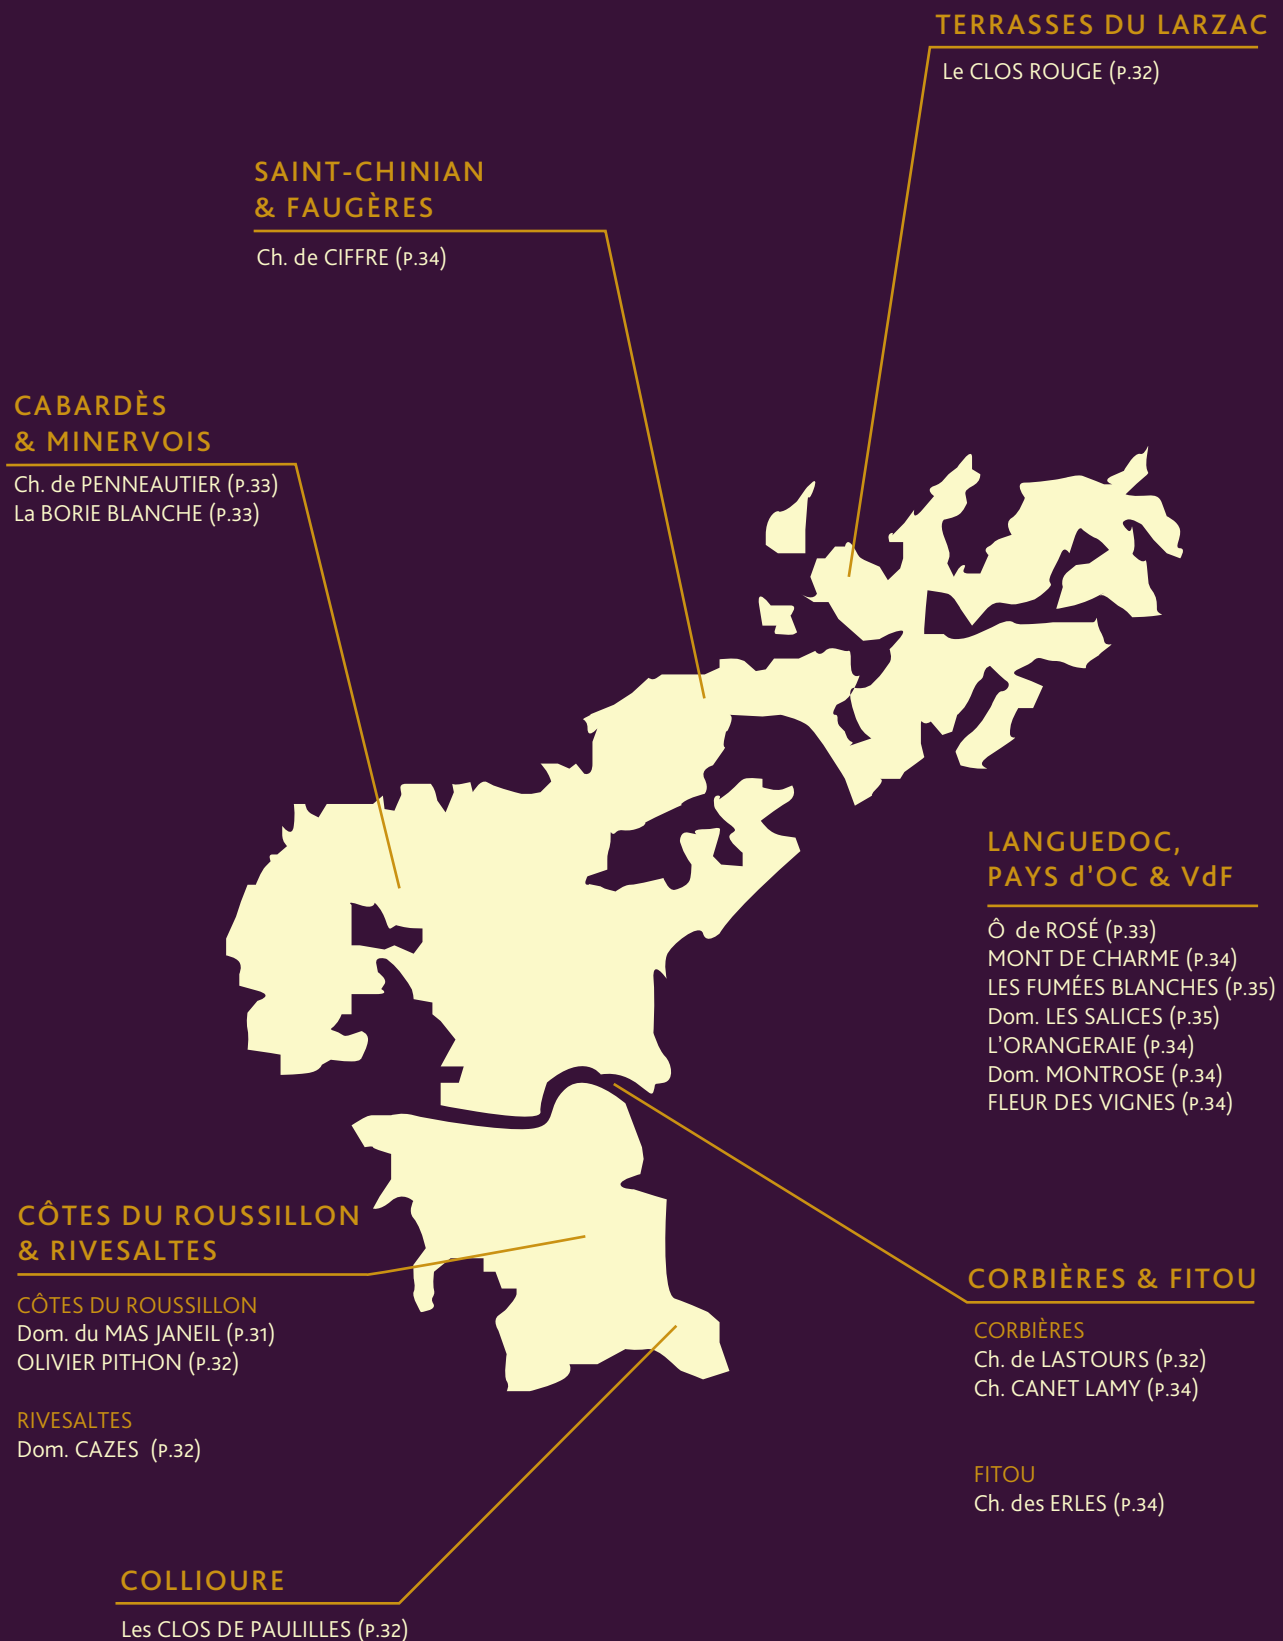 TERRASSES DU LARZAC
Le CLOS ROUGE (P.32)
SAINT-CHINIAN
& FAUGÈRES
Ch. de CIFFRE (P.34)
CABARDÈS
& MINERVOIS
Ch. de PENNEAUTIER (P.33)
La BORIE BLANCHE (P.33)
LANGUEDOC,
PAYS d'OC & VdF
Ô de ROSÉ (P.33)
MONT DE CHARME (P.34)
LES FUMÉES BLANCHES (P.35)
Dom. LES SALICES (P.35)
L'ORANGERAIE (P.34)
Dom. MONTROSE (P.34)
FLEUR DES VIGNES (P.34)
CÔTES DU ROUSSILLON
& RIVESALTES
CÔTES DU ROUSSILLON
Dom. du MAS JANEIL (P.31)
OLIVIER PITHON (P.32)
RIVESALTES
Dom. CAZES (P.32)
CORBIÈRES & FITOU
CORBIÈRES
Ch. de LASTOURS (P.32)
Ch. CANET LAMY (P.34)
FITOU
Ch. des ERLES (P.34)
COLLIOURE
Les CLOS DE PAULILLES (P.32)